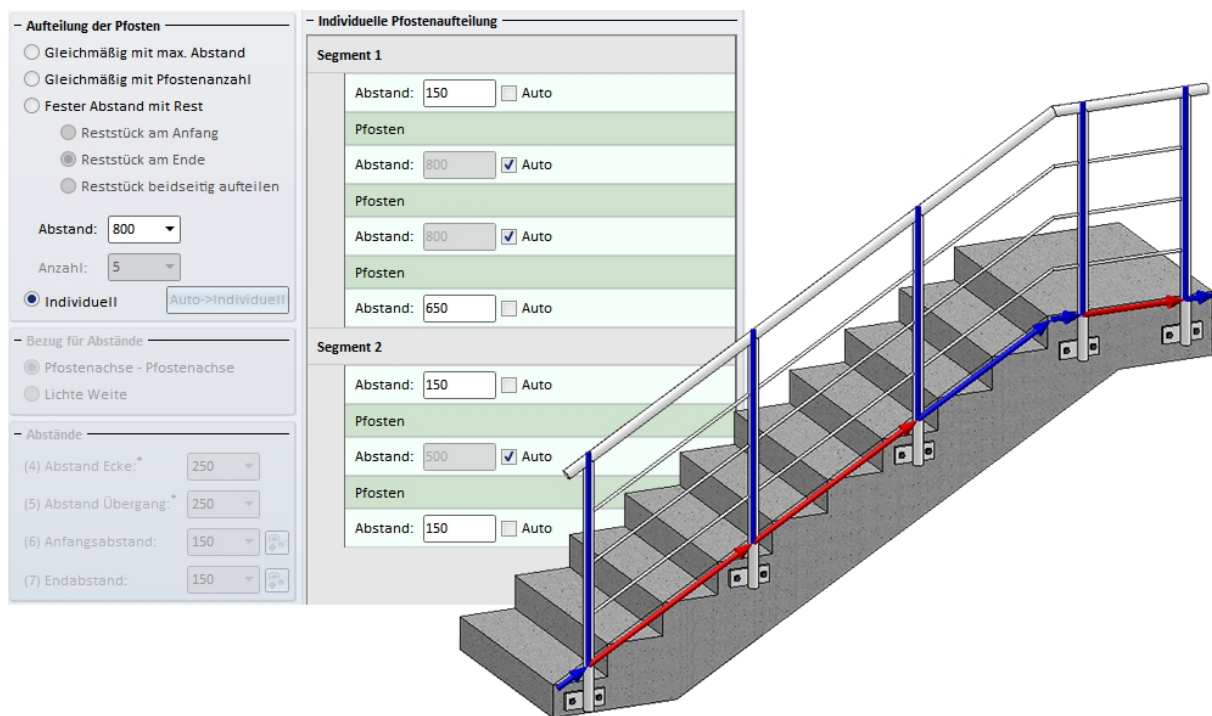 Aufteilung der Pfosten
Gleichmäßig mit max. Abstand
Gleichmäßig mit Pfostenanzahl
Fester Abstand mit Rest
Reststück am Anfang
Reststück am Ende
Reststück beidseitig aufteilen
Abstand: 800
Anzahl: 5
Individuell Auto->Individuell
Bezug für Abstände
Pfostenachse - Pfostenachse
Lichte Weite
Abstände
(4) Abstand Ecke:* 250
(5) Abstand Übergang:* 250
(6) Anfangsabstand: 150
(7) Endabstand: 150
Individuelle Pfostenaufteilung
Segment 1
Abstand: 150 Auto
Pfosten
Abstand: 800 Auto
Pfosten
Abstand: 800 Auto
Pfosten
Abstand: 650 Auto
Segment 2
Abstand: 150 Auto
Pfosten
Abstand: 500 Auto
Pfosten
Abstand: 150 Auto